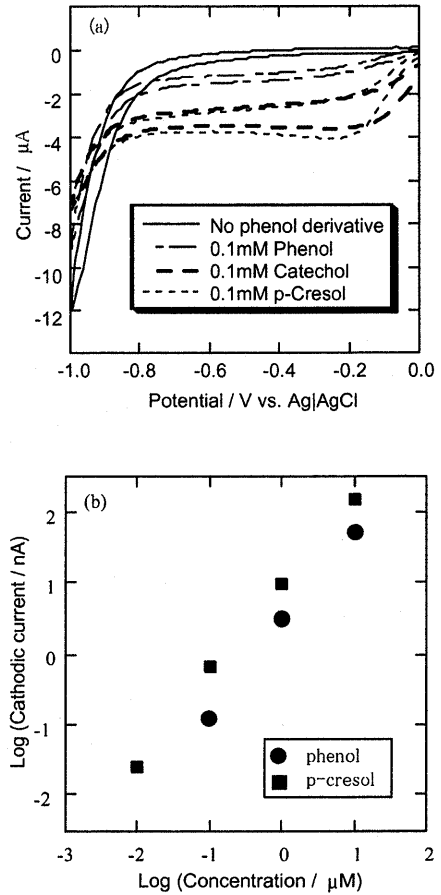 (a)
0
-2
-4
-6
-8
-10
-12
Current / μA
No phenol derivative
0.1mM Phenol
0.1mM Catechol
0.1mM p-Cresol
-1.0 -0.8 -0.6 -0.4 -0.2 0.0
Potential / V vs. Ag|AgCl
(b)
2
1
0
-1
-2
Log (Cathodic current / nA)
phenol
p-cresol
-3 -2 -1 0 1 2
Log (Concentration / μM)